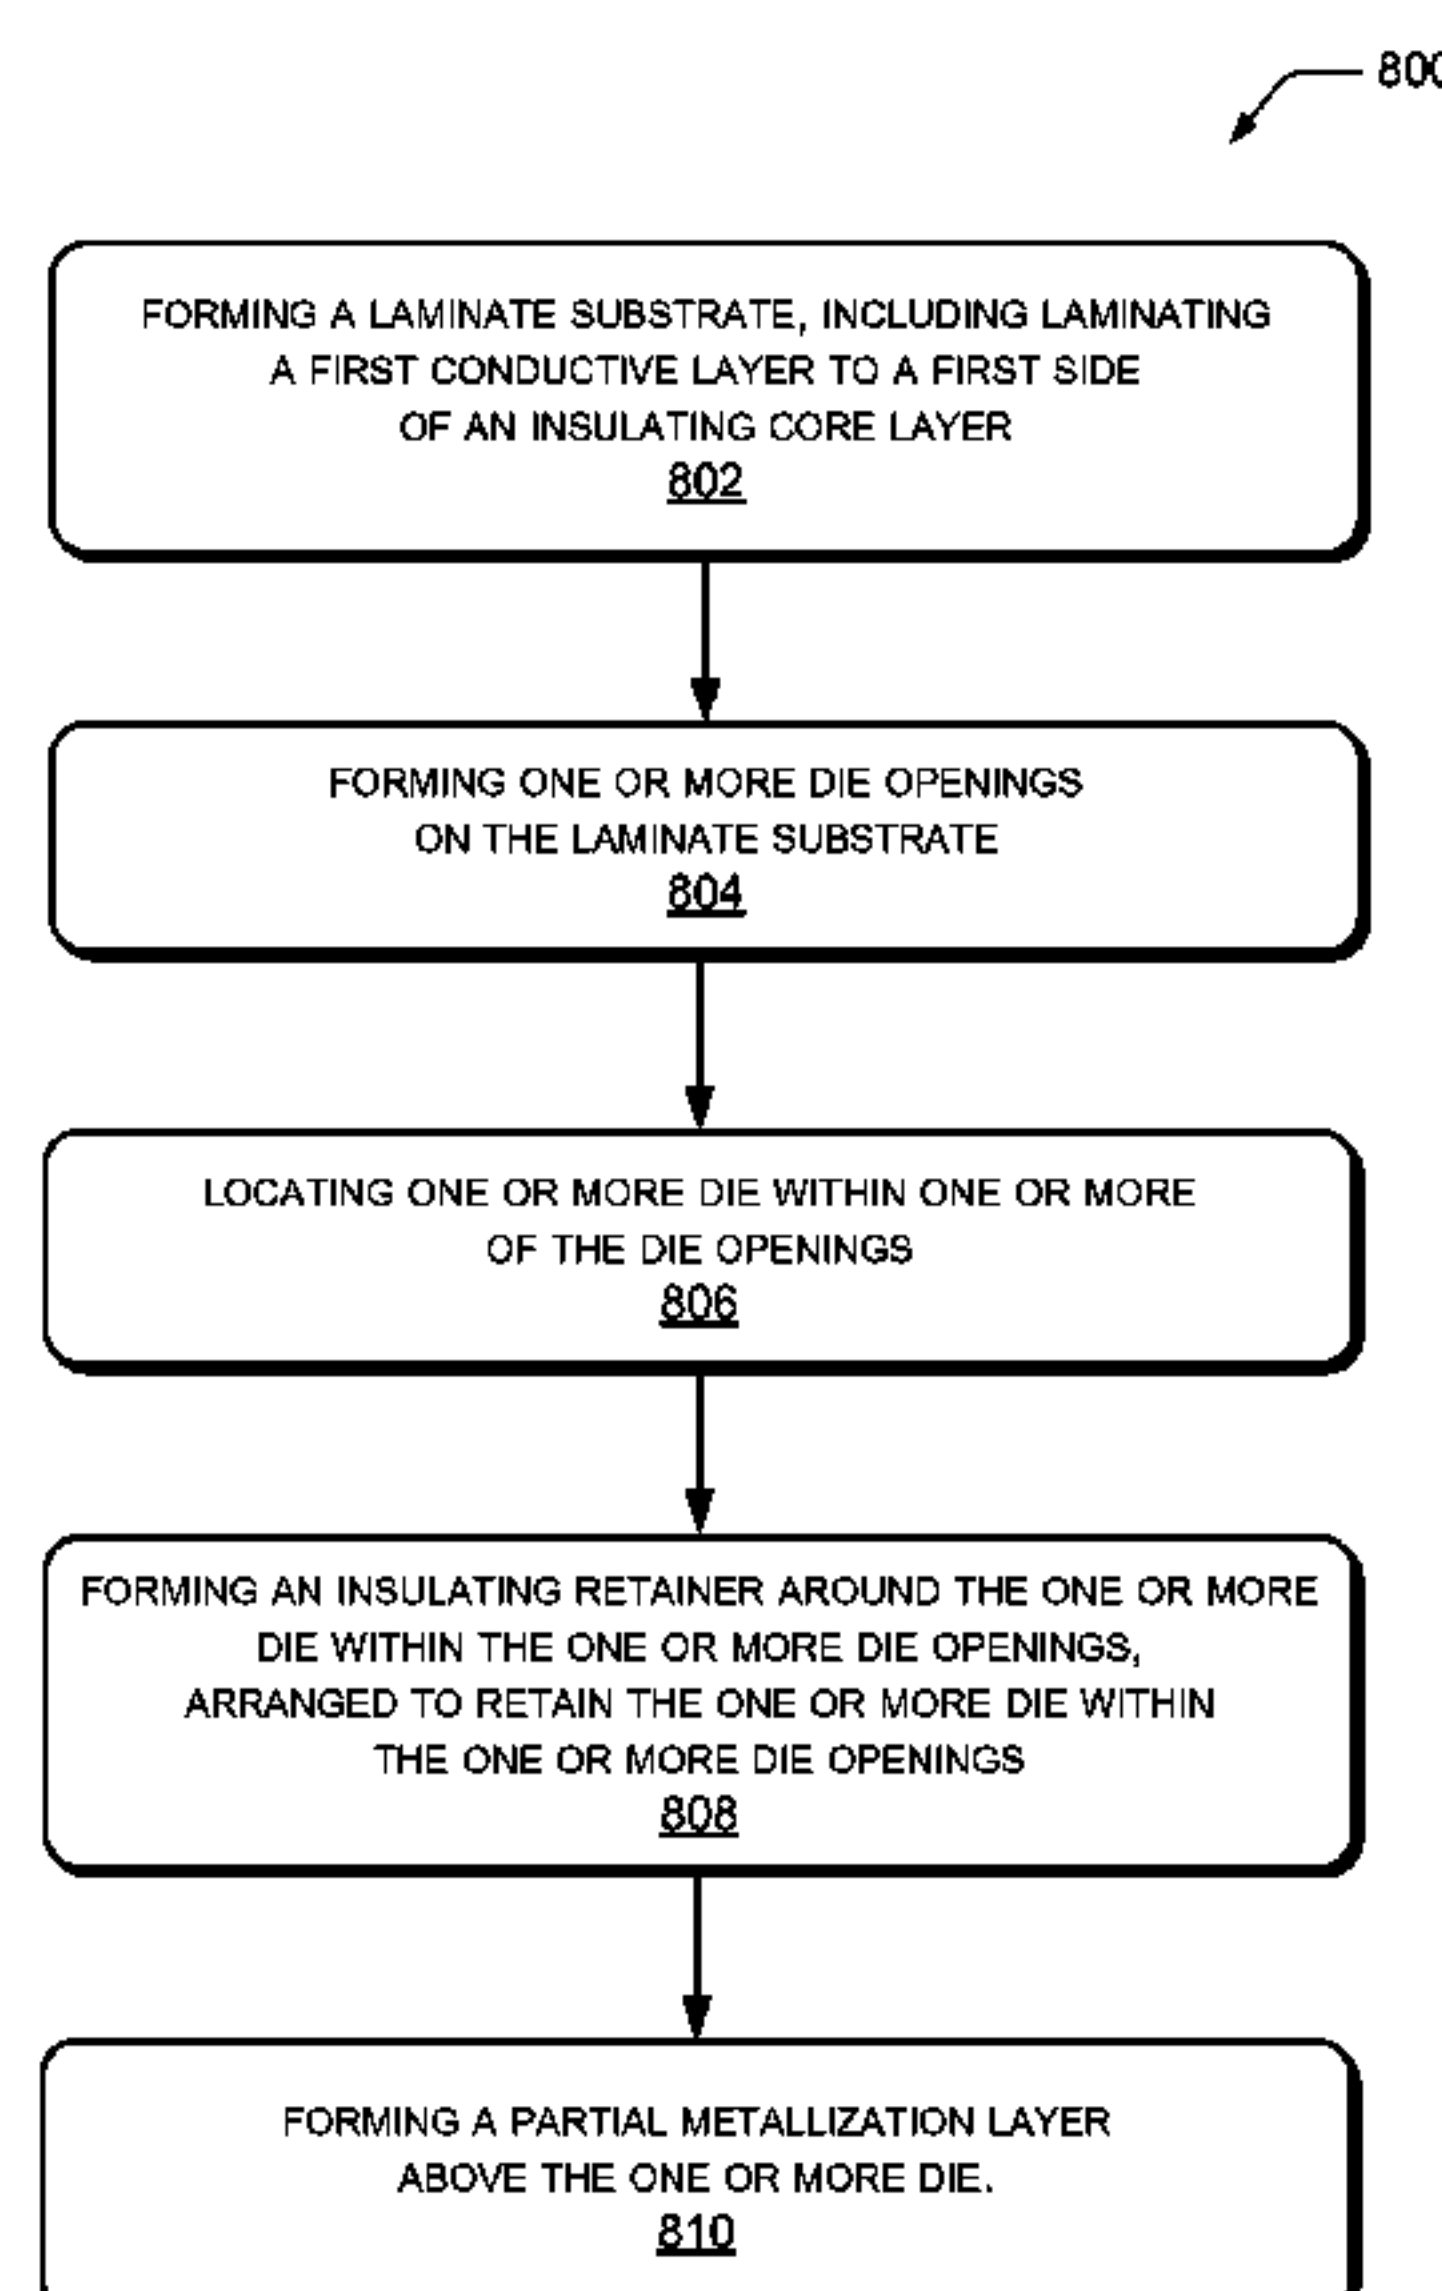 800
FORMING A LAMINATE SUBSTRATE, INCLUDING LAMINATING
A FIRST CONDUCTIVE LAYER TO A FIRST SIDE
OF AN INSULATING CORE LAYER
802
FORMING ONE OR MORE DIE OPENINGS
ON THE LAMINATE SUBSTRATE
804
LOCATING ONE OR MORE DIE WITHIN ONE OR MORE
OF THE DIE OPENINGS
806
FORMING AN INSULATING RETAINER AROUND THE ONE OR MORE
DIE WITHIN THE ONE OR MORE DIE OPENINGS,
ARRANGED TO RETAIN THE ONE OR MORE DIE WITHIN
THE ONE OR MORE DIE OPENINGS
808
FORMING A PARTIAL METALLIZATION LAYER
ABOVE THE ONE OR MORE DIE.
810